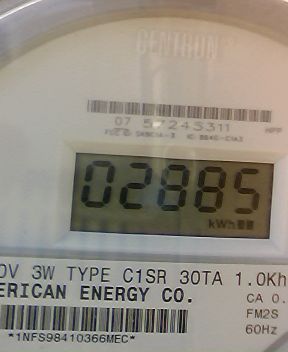 CENTRON
07 57245311
HPP
02885
kWh
0V 3W TYPE C1SR 30TA 1.0Kh
ERICAN ENERGY CO.
CA 0.
FM2S
60Hz
*1NFS98410366MEC*